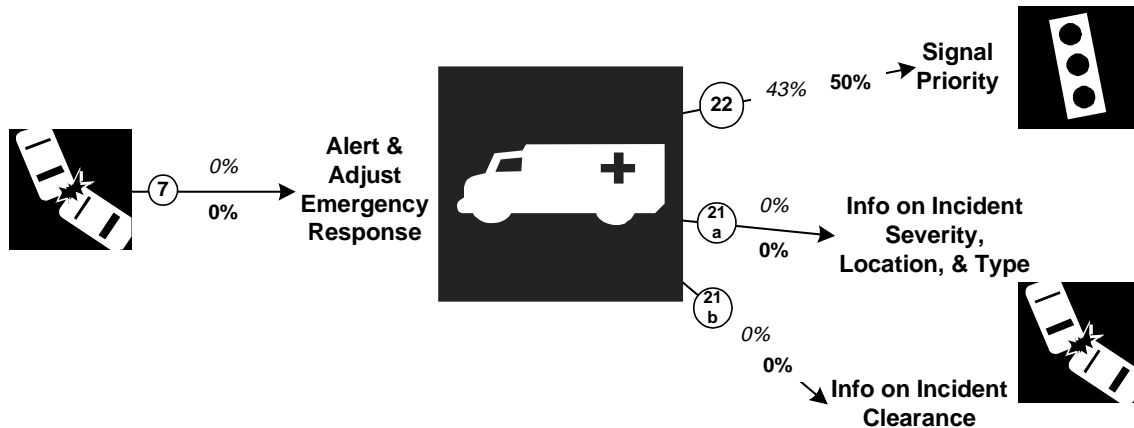 0%
7
0%
Alert &
Adjust
Emergency
Response
22
43%
50%
Signal
Priority
21
a
0%
0%
Info on Incident
Severity,
Location, & Type
21
b
0%
0%
Info on Incident
Clearance